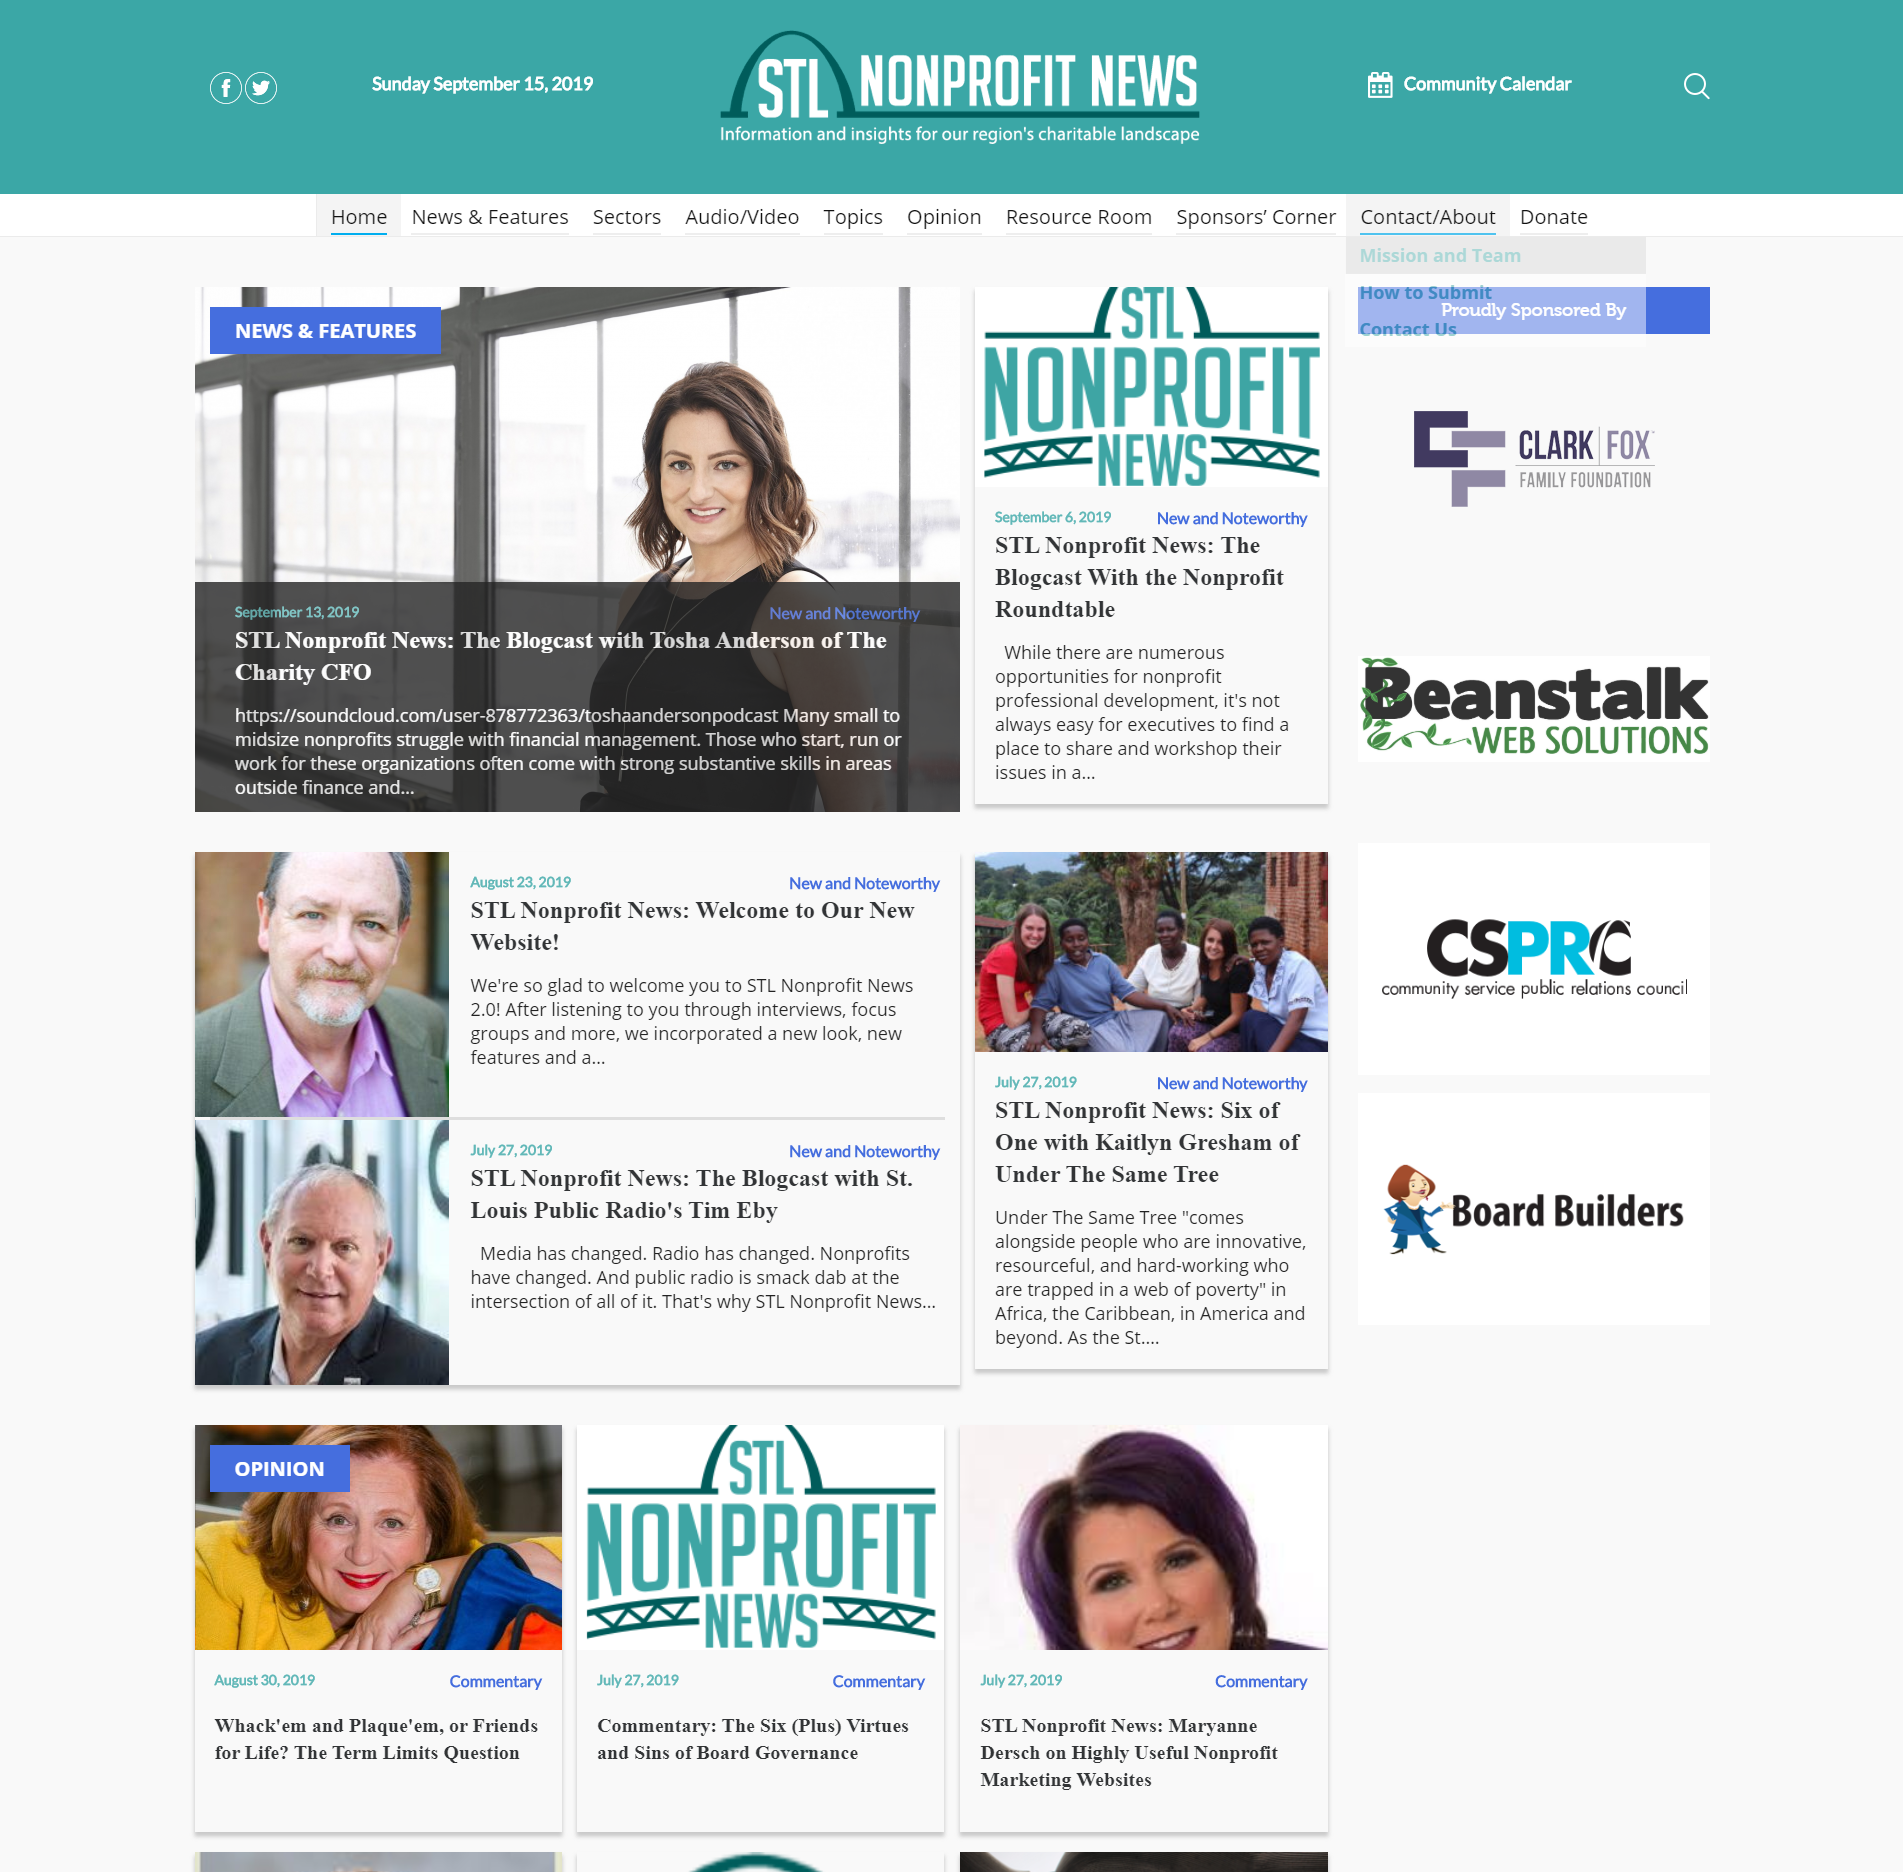 Sunday September 15, 2019
STL NONPROFIT NEWS
Information and insights for our region's charitable landscape
Community Calendar
Home News & Features Sectors Audio/Video Topics Opinion Resource Room Sponsors' Corner Contact/About Donate
Mission and Team
How to Submit
Contact Us
NEWS & FEATURES
September 13, 2019 New and Noteworthy
STL Nonprofit News: The Blogcast with Tosha Anderson of The
Charity CFO
https://soundcloud.com/user-878772363/toshaandersonpodcast Many small to
midsize nonprofits struggle with financial management. Those who start, run or
work for these organizations often come with strong substantive skills in areas
outside finance and...
STL
NONPROFIT
NEWS
September 6, 2019 New and Noteworthy
STL Nonprofit News: The
Blogcast With the Nonprofit
Roundtable
While there are numerous
opportunities for nonprofit
professional development, it's not
always easy for executives to find a
place to share and workshop their
issues in a...
Proudly Sponsored By
CLARK FOX
FAMILY FOUNDATION
Beanstalk
WEB SOLUTIONS
CSPRC
community service public relations council
Board Builders
August 23, 2019 New and Noteworthy
STL Nonprofit News: Welcome to Our New
Website!
We're so glad to welcome you to STL Nonprofit News
2.0! After listening to you through interviews, focus
groups and more, we incorporated a new look, new
features and a...
July 27, 2019 New and Noteworthy
STL Nonprofit News: The Blogcast with St.
Louis Public Radio's Tim Eby
Media has changed. Radio has changed. Nonprofits
have changed. And public radio is smack dab at the
intersection of all of it. That's why STL Nonprofit News...
July 27, 2019 New and Noteworthy
STL Nonprofit News: Six of
One with Kaitlyn Gresham of
Under The Same Tree
Under The Same Tree "comes
alongside people who are innovative,
resourceful, and hard-working who
are trapped in a web of poverty" in
Africa, the Caribbean, in America and
beyond. As the St....
OPINION
August 30, 2019 Commentary
Whack'em and Plaque'em, or Friends
for Life? The Term Limits Question
STL
NONPROFIT
NEWS
July 27, 2019 Commentary
Commentary: The Six (Plus) Virtues
and Sins of Board Governance
July 27, 2019 Commentary
STL Nonprofit News: Maryanne
Dersch on Highly Useful Nonprofit
Marketing Websites